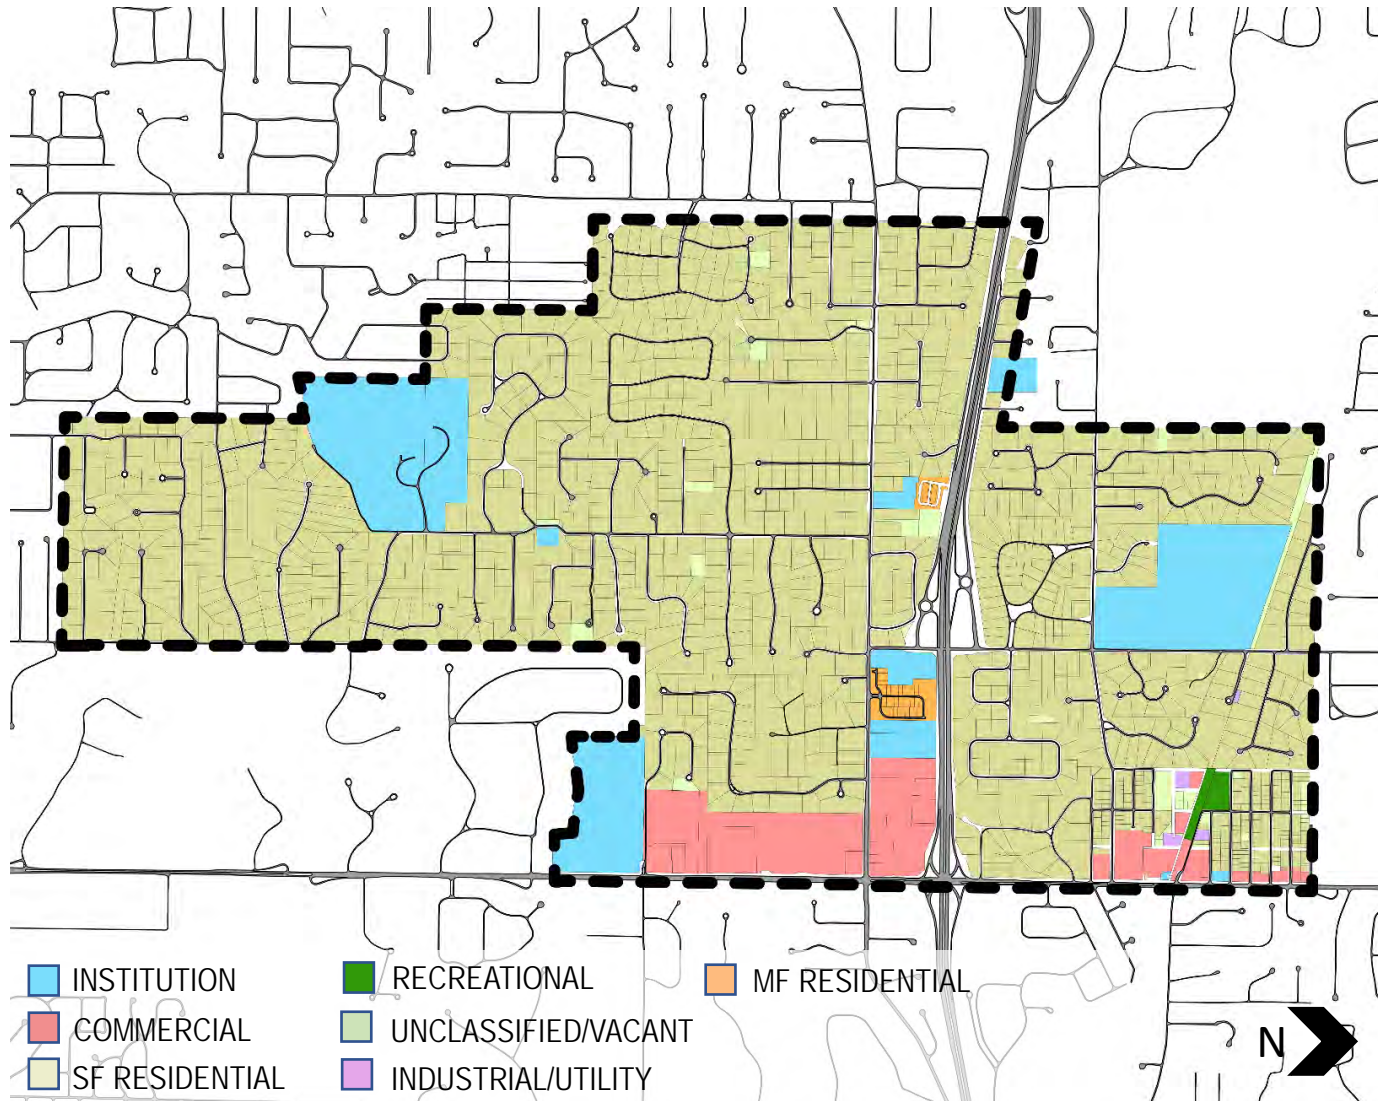 INSTITUTION
RECREATIONAL
MF RESIDENTIAL
COMMERCIAL
UNCLASSIFIED/VACANT
SF RESIDENTIAL
INDUSTRIAL/UTILITY
N